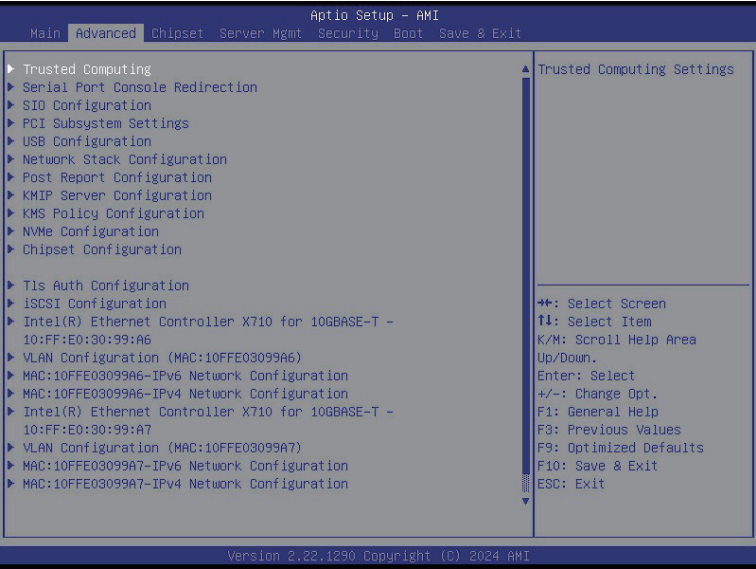 Aptio Setup – AMI
Main Advanced Chipset Server Mgmt Security Boot Save & Exit
Trusted Computing
Serial Port Console Redirection
SIO Configuration
PCI Subsystem Settings
USB Configuration
Network Stack Configuration
Post Report Configuration
KMIP Server Configuration
KMS Policy Configuration
NVMe Configuration
Chipset Configuration
Tls Auth Configuration
iSCSI Configuration
Intel(R) Ethernet Controller X710 for 10GBASE-T –
10:FF:E0:30:99:A6
VLAN Configuration (MAC:10FFE03099A6)
MAC:10FFE03099A6-IPv6 Network Configuration
MAC:10FFE03099A6-IPv4 Network Configuration
Intel(R) Ethernet Controller X710 for 10GBASE-T –
10:FF:E0:30:99:A7
VLAN Configuration (MAC:10FFE03099A7)
MAC:10FFE03099A7-IPv6 Network Configuration
MAC:10FFE03099A7-IPv4 Network Configuration
Trusted Computing Settings
→←: Select Screen
↑↓: Select Item
K/M: Scroll Help Area
Up/Down.
Enter: Select
+/-: Change Opt.
F1: General Help
F3: Previous Values
F9: Optimized Defaults
F10: Save & Exit
ESC: Exit
Version 2.22.1290 Copyright (C) 2024 AMI